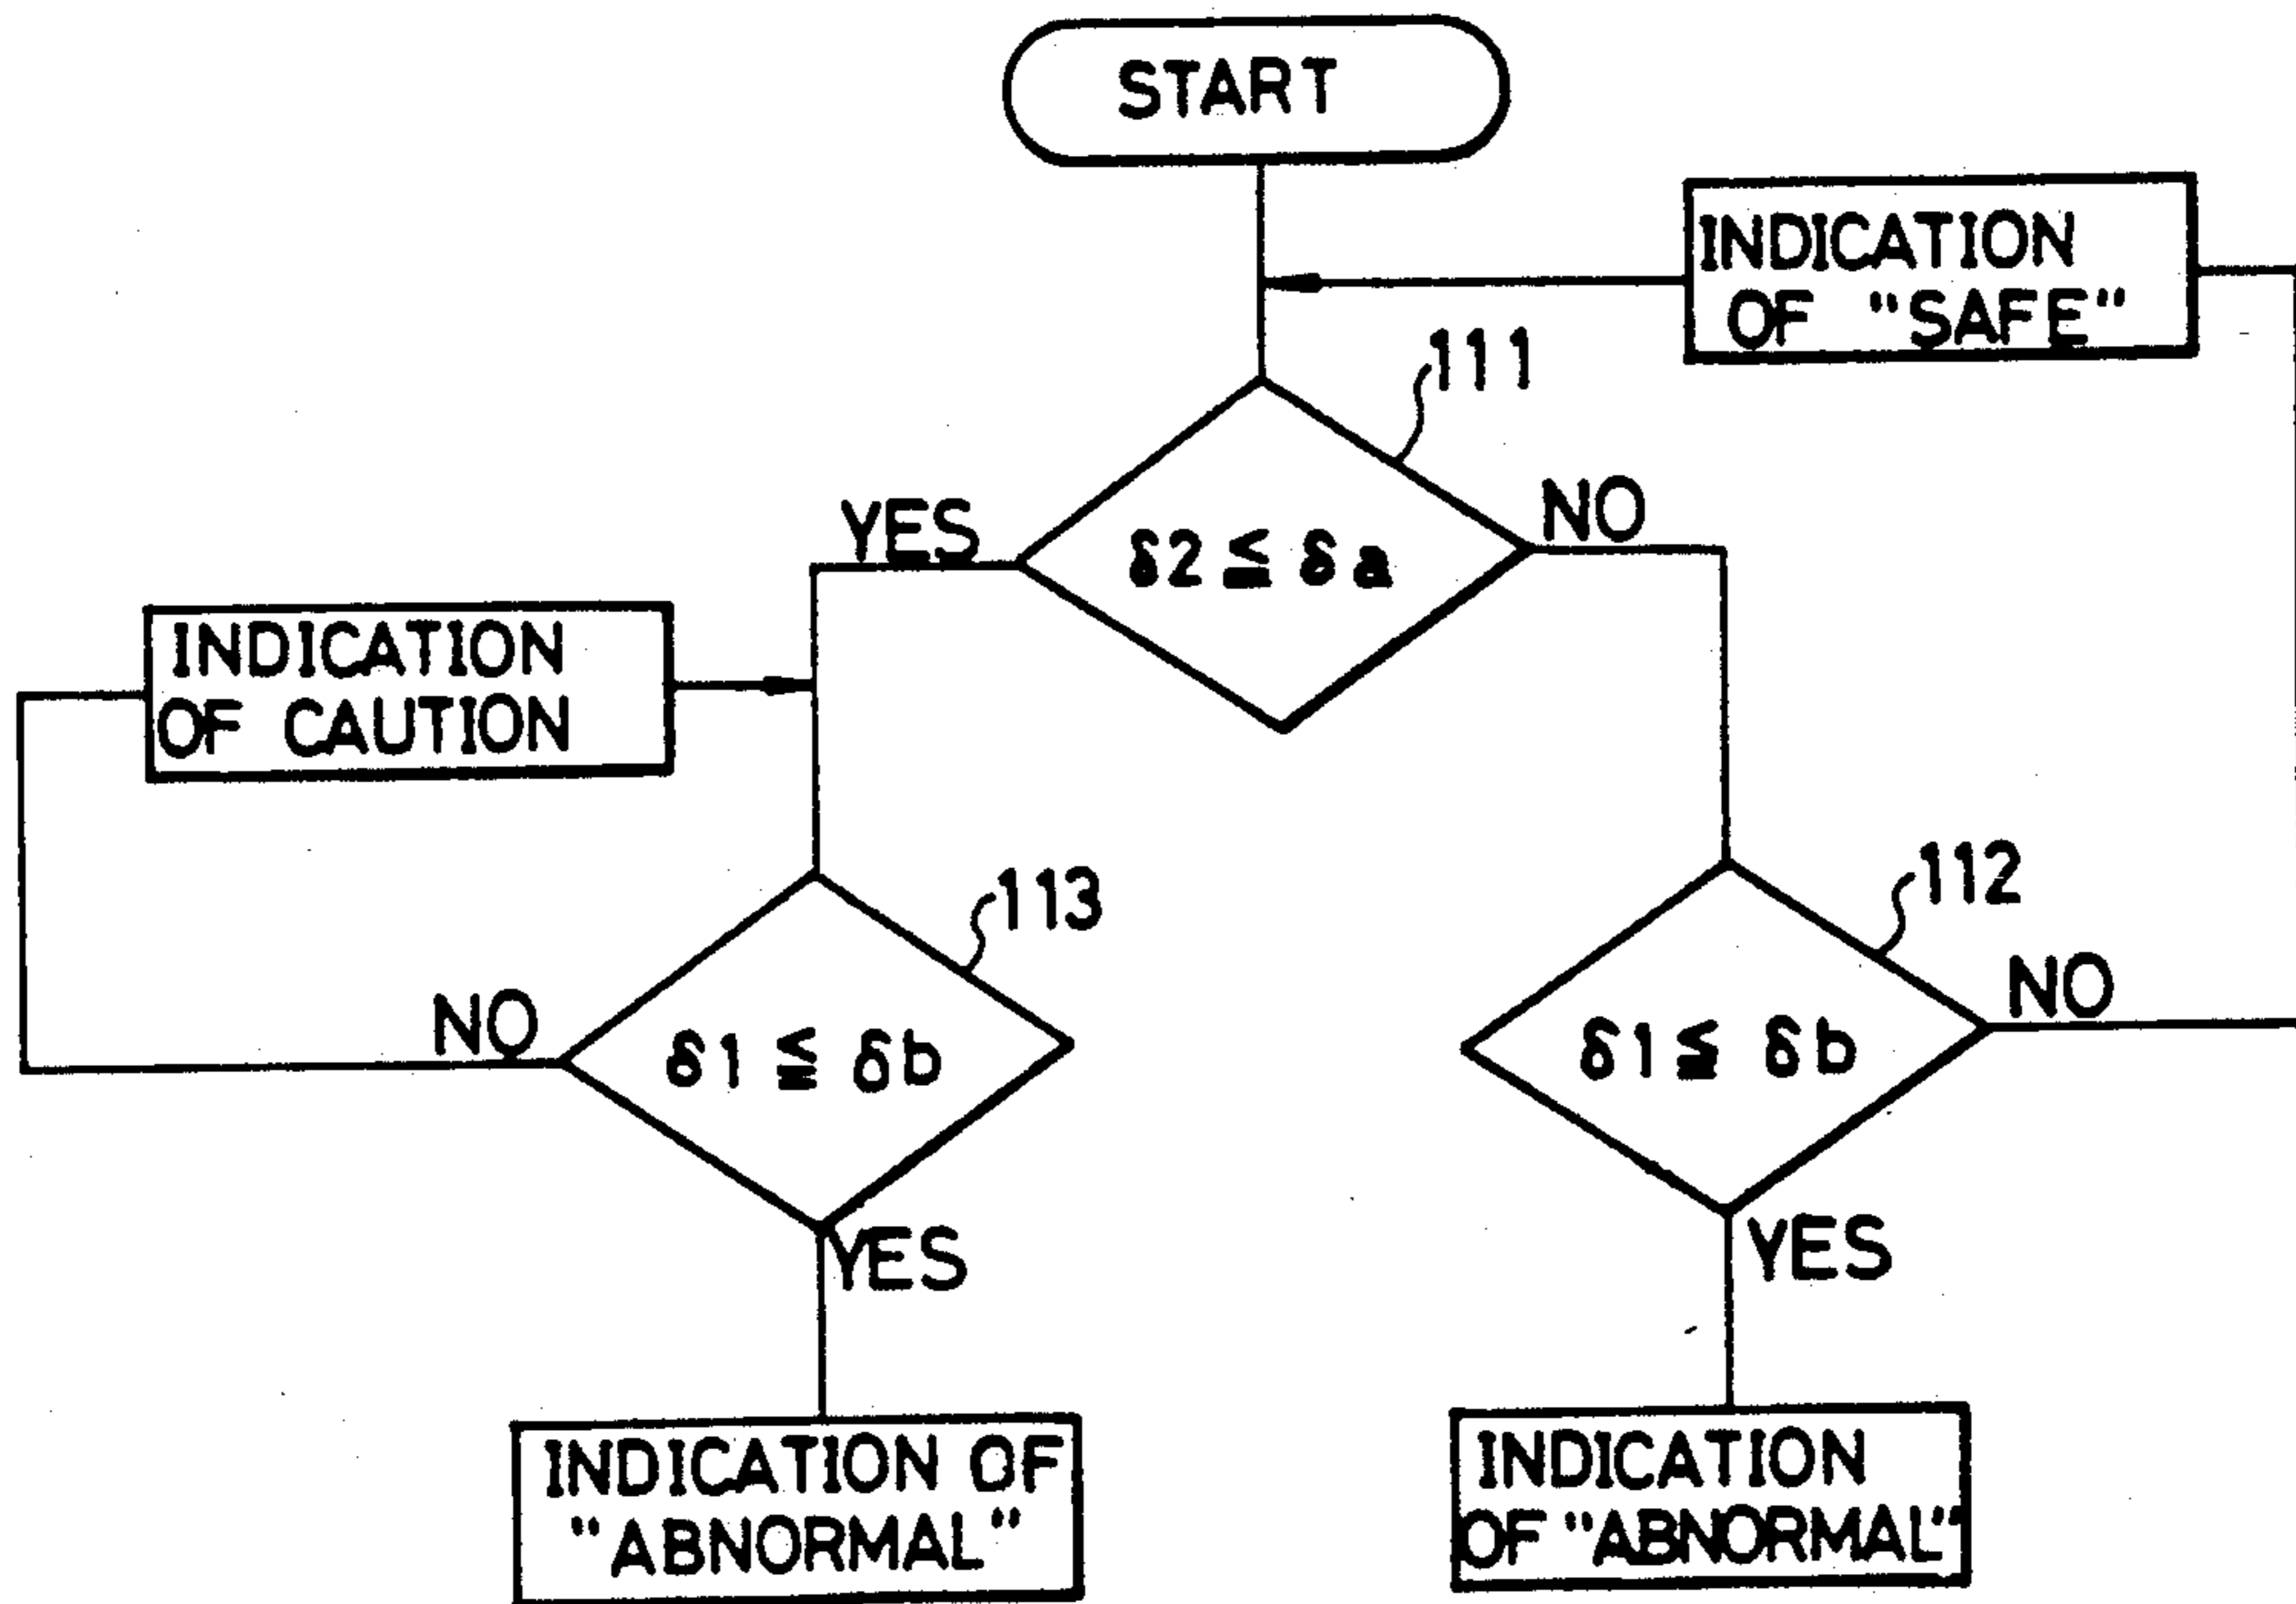 START
INDICATION
OF "SAFE"
111
YES
NO
δ2 ≦ δa
INDICATION
OF CAUTION
113
112
NO
NO
δ1 ≦ δb
δ1 ≦ δb
YES
YES
INDICATION OF
"ABNORMAL"
INDICATION
OF "ABNORMAL"